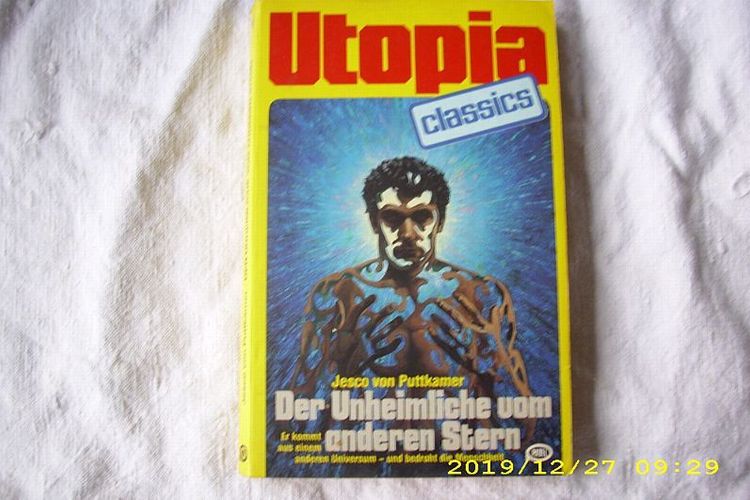 Utopia
classics
Jesco von Puttkamer
Der Unheimliche vom
anderen Stern
Er kommt
aus einem
anderen Universum – und bedroht die Menschheit
2019/12/27 09:29